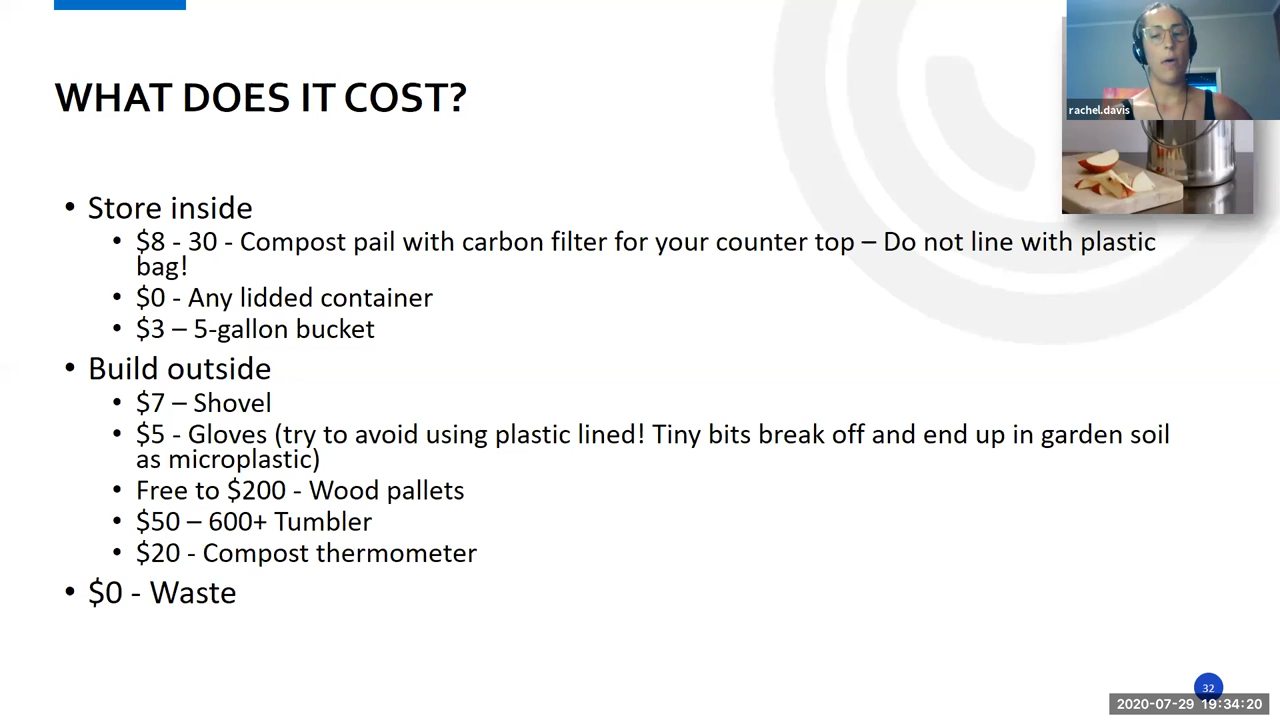 WHAT DOES IT COST?
rachel.davis
• Store inside
• $8 - 30 - Compost pail with carbon filter for your counter top – Do not line with plastic
bag!
• $0 - Any lidded container
• $3 – 5-gallon bucket
• Build outside
• $7 – Shovel
• $5 - Gloves (try to avoid using plastic lined! Tiny bits break off and end up in garden soil
as microplastic)
• Free to $200 - Wood pallets
• $50 – 600+ Tumbler
• $20 - Compost thermometer
• $0 - Waste
32
2020-07-29 19:34:20